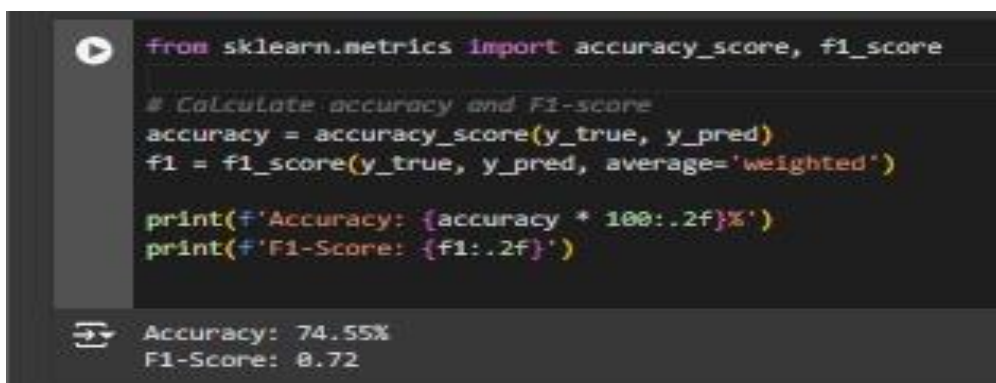 from sklearn.metrics import accuracy_score, f1_score
# Calculate accuracy and F1-score
accuracy = accuracy_score(y_true, y_pred)
f1 = f1_score(y_true, y_pred, average='weighted')
print(f'Accuracy: {accuracy * 100:.2f}%')
print(f'F1-Score: {f1:.2f}')
Accuracy: 74.55%
F1-Score: 0.72